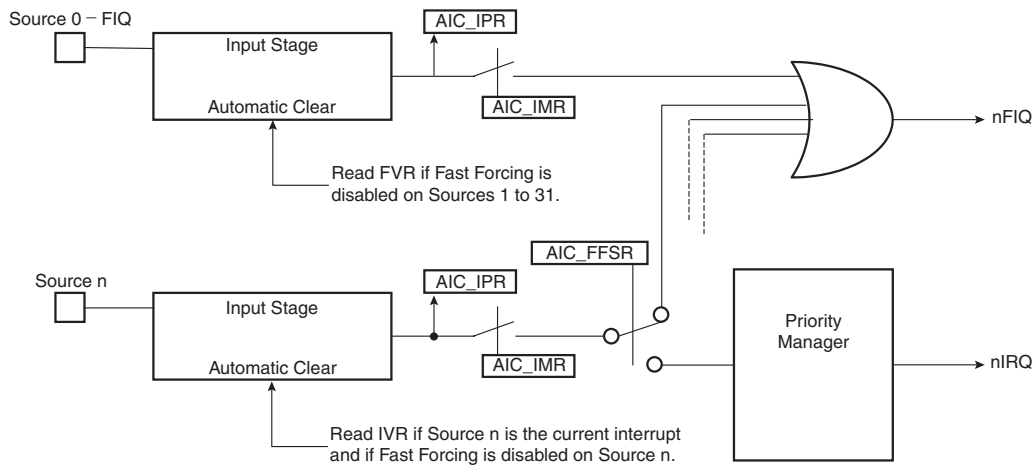 Source 0 – FIQ
AIC_IPR
Input Stage
Automatic Clear
AIC_IMR
nFIQ
Read FVR if Fast Forcing is
disabled on Sources 1 to 31.
AIC_FFSR
Source n
AIC_IPR
Input Stage
Priority
Manager
Automatic Clear
AIC_IMR
nIRQ
Read IVR if Source n is the current interrupt
and if Fast Forcing is disabled on Source n.